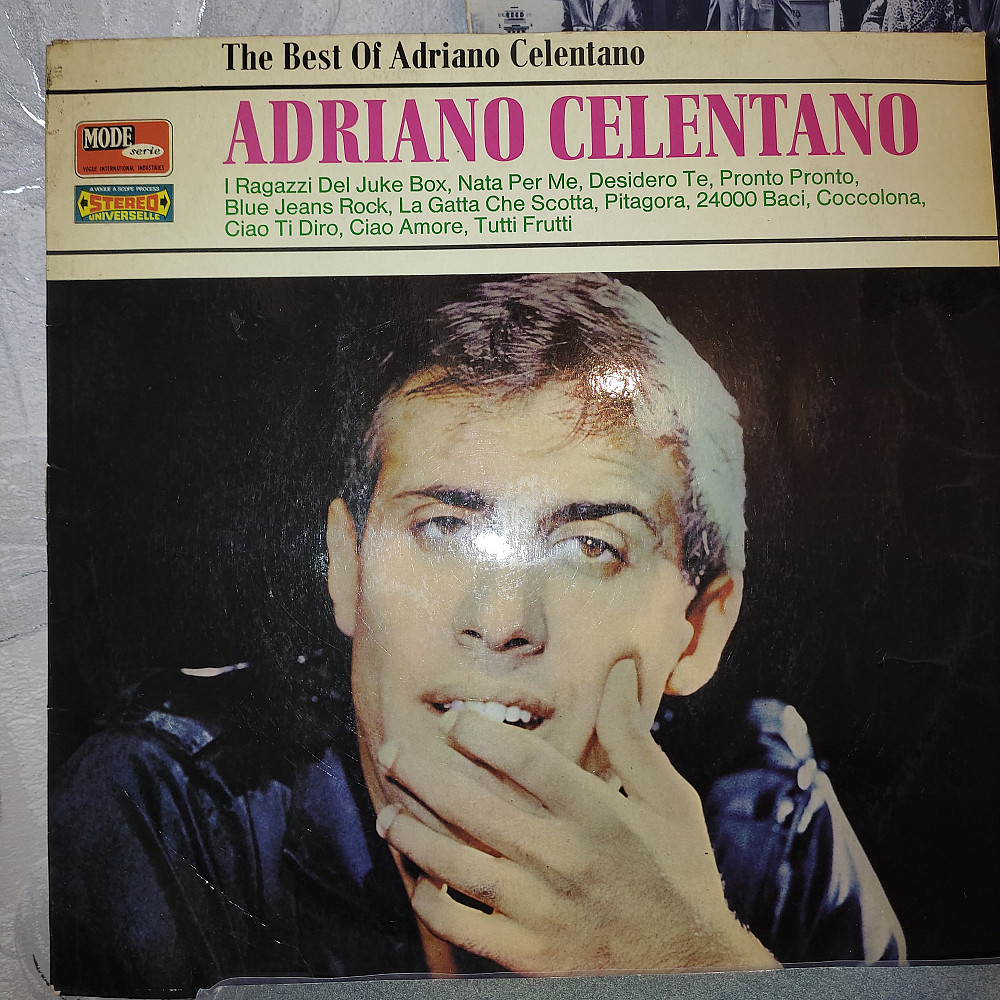 The Best Of Adriano Celentano
ADRIANO CELENTANO
MODE
serie
VOGUE INTERNATIONAL INDUSTRIES
A VOGUE A SCOPE PROCESS
STEREO
UNIVERSELLE
I Ragazzi Del Juke Box, Nata Per Me, Desidero Te, Pronto Pronto,
Blue Jeans Rock, La Gatta Che Scotta, Pitagora, 24000 Baci, Coccolona,
Ciao Ti Diro, Ciao Amore, Tutti Frutti